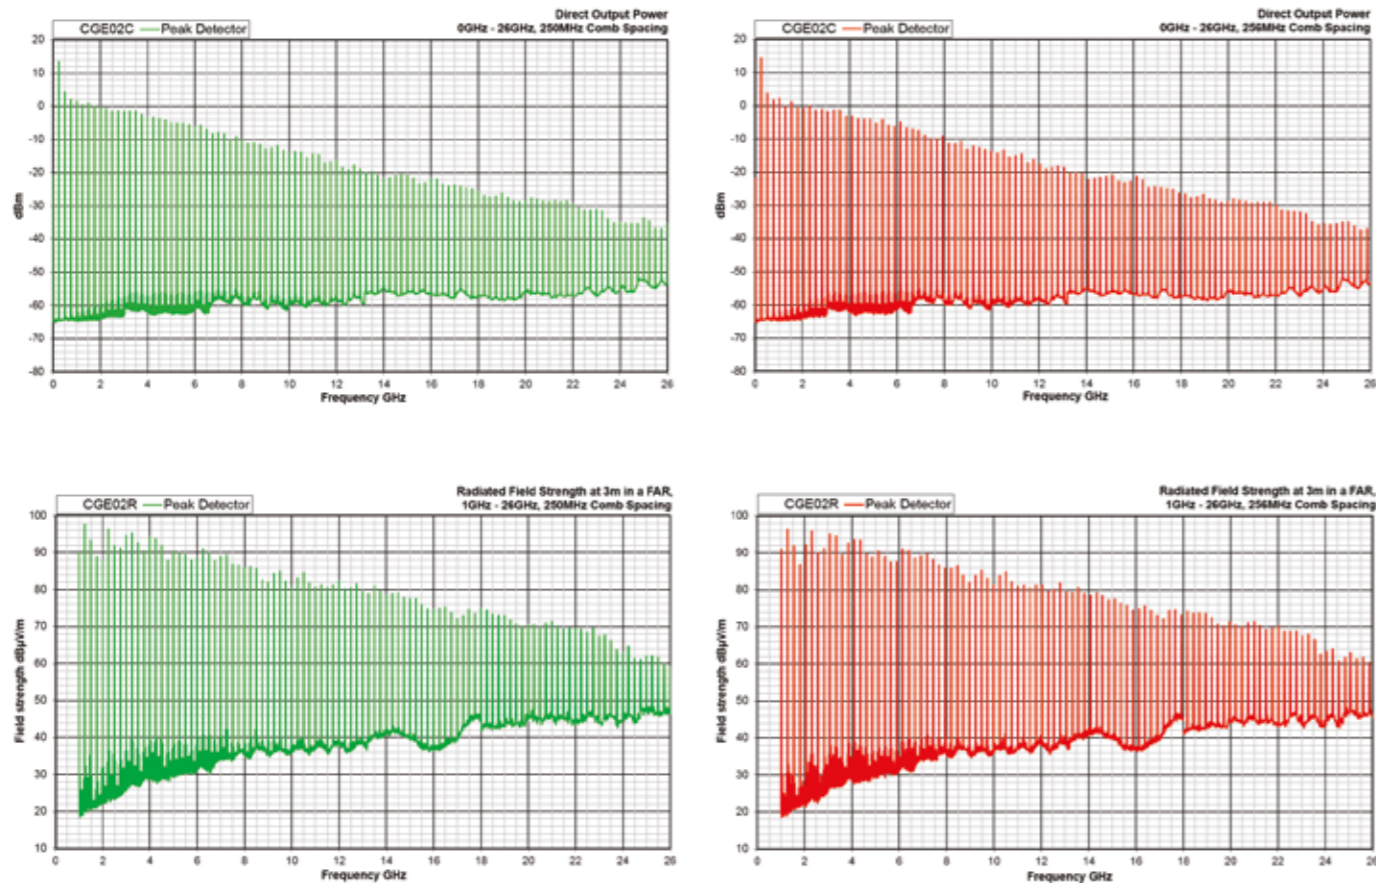 Direct Output Power
CGE02C — Peak Detector
0GHz - 26GHz, 250MHz Comb Spacing
20
10
0
-10
-20
-30
-40
-50
-60
-70
-80
dBm
0 2 4 6 8 10 12 14 16 18 20 22 24 26
Frequency GHz
Direct Output Power
CGE02C — Peak Detector
0GHz - 26GHz, 256MHz Comb Spacing
20
10
0
-10
-20
-30
-40
-50
-60
-70
-80
dBm
0 2 4 6 8 10 12 14 16 18 20 22 24 26
Frequency GHz
Radiated Field Strength at 3m in a FAR,
CGE02R — Peak Detector
1GHz - 26GHz, 250MHz Comb Spacing
100
90
80
70
60
50
40
30
20
10
Field strength dBµV/m
0 2 4 6 8 10 12 14 16 18 20 22 24 26
Frequency GHz
Radiated Field Strength at 3m in a FAR,
CGE02R — Peak Detector
1GHz - 26GHz, 256MHz Comb Spacing
100
90
80
70
60
50
40
30
20
10
Field strength dBµV/m
0 2 4 6 8 10 12 14 16 18 20 22 24 26
Frequency GHz